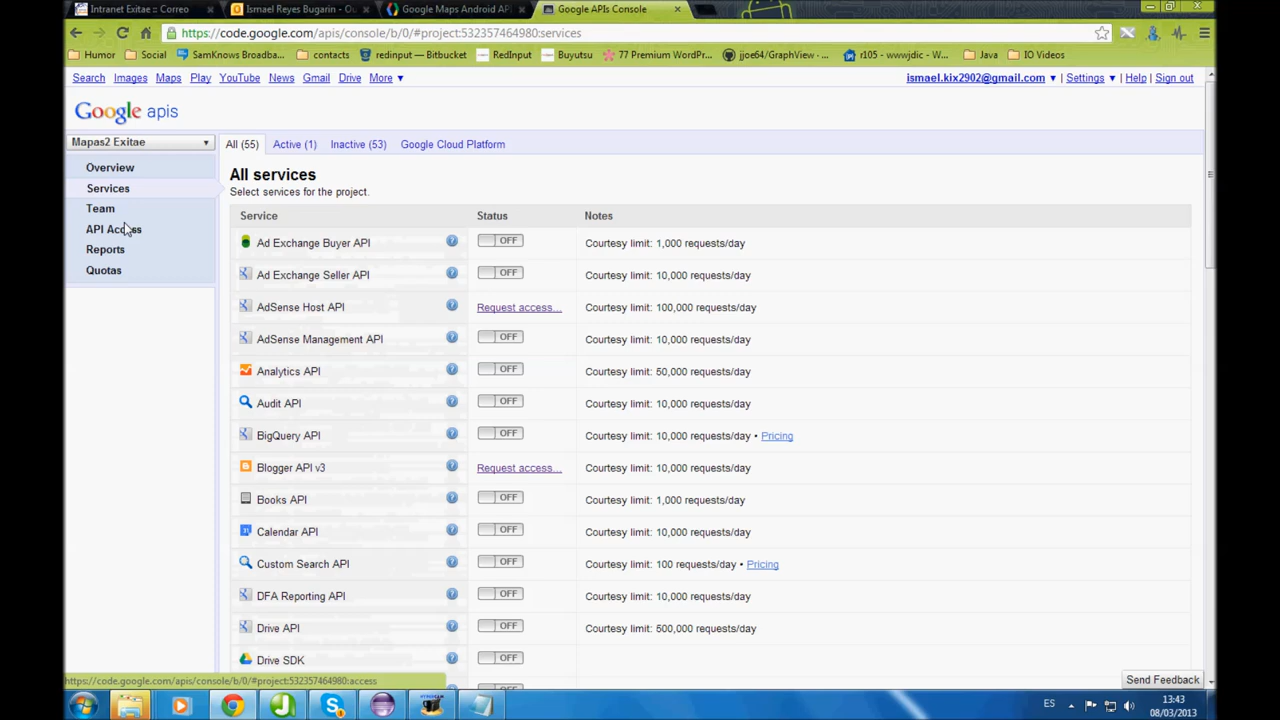 Intranet Exitae :: Correo
Ismael Reyes Bugarin - Ou
Google Maps Android AP
Google APIs Console
https://code.google.com/apis/console/b/0/#project:532357464980:services
Humor
Social
SamKnows Broadba...
contacts
redinput — Bitbucket
RedInput
Buyutsu
77 Premium WordPr...
jjoe64/GraphView · ...
r105 - wwwjdic - W...
Java
IO Videos
Search Images Maps Play YouTube News Gmail Drive More ▼
ismael.kix2902@gmail.com ▼ | Settings ▼ | Help | Sign out
Google apis
Mapas2 Exitae
Overview
Services
Team
API Access
Reports
Quotas
All (55) Active (1) Inactive (53) Google Cloud Platform
All services
Select services for the project.
Service Status Notes
Ad Exchange Buyer API ? OFF Courtesy limit: 1,000 requests/day
Ad Exchange Seller API ? OFF Courtesy limit: 10,000 requests/day
AdSense Host API ? Request access... Courtesy limit: 100,000 requests/day
AdSense Management API ? OFF Courtesy limit: 10,000 requests/day
Analytics API ? OFF Courtesy limit: 50,000 requests/day
Audit API ? OFF Courtesy limit: 10,000 requests/day
BigQuery API ? OFF Courtesy limit: 10,000 requests/day • Pricing
Blogger API v3 ? Request access... Courtesy limit: 10,000 requests/day
Books API ? OFF Courtesy limit: 1,000 requests/day
Calendar API ? OFF Courtesy limit: 10,000 requests/day
Custom Search API ? OFF Courtesy limit: 100 requests/day • Pricing
DFA Reporting API ? OFF Courtesy limit: 10,000 requests/day
Drive API ? OFF Courtesy limit: 500,000 requests/day
Drive SDK ? OFF
https://code.google.com/apis/console/b/0/#project:532357464980:access
Send Feedback
ES
13:43
08/03/2013